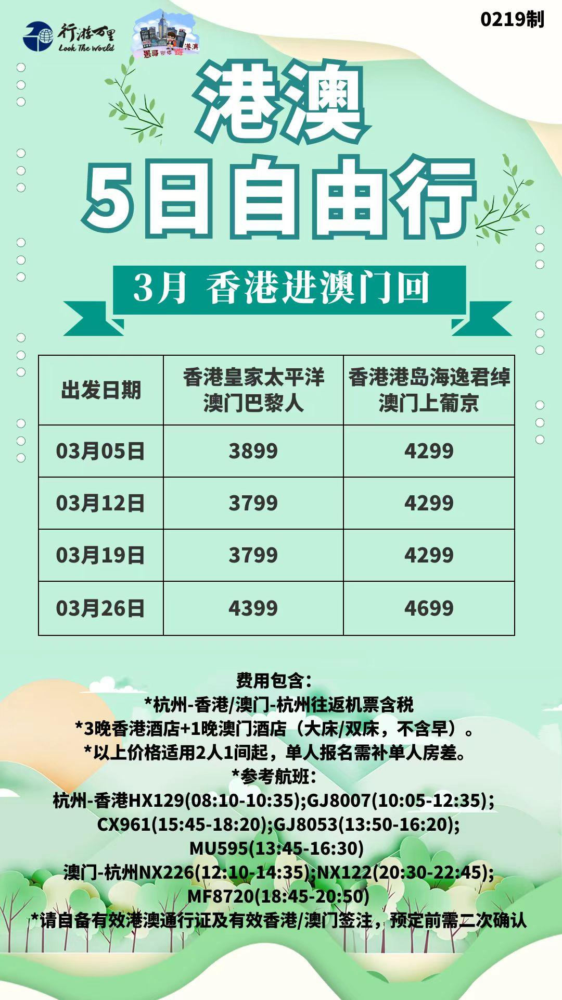 0219制
行游万里
Look The World
愚哥带你跑港澳
港澳
5日自由行
3月 香港进澳门回
出发日期 香港皇家太平洋 澳门巴黎人 香港港岛海逸君绰 澳门上葡京
03月05日 3899 4299
03月12日 3799 4299
03月19日 3799 4299
03月26日 4399 4699
费用包含：
*杭州-香港/澳门-杭州往返机票含税
*3晚香港酒店+1晚澳门酒店（大床/双床，不含早）。
*以上价格适用2人1间起，单人报名需补单人房差。
*参考航班：
杭州-香港HX129(08:10-10:35);GJ8007(10:05-12:35)；
CX961(15:45-18:20);GJ8053(13:50-16:20);
MU595(13:45-16:30)
澳门-杭州NX226(12:10-14:35);NX122(20:30-22:45);
MF8720(18:45-20:50)
*请自备有效港澳通行证及有效香港/澳门签注，预定前需二次确认